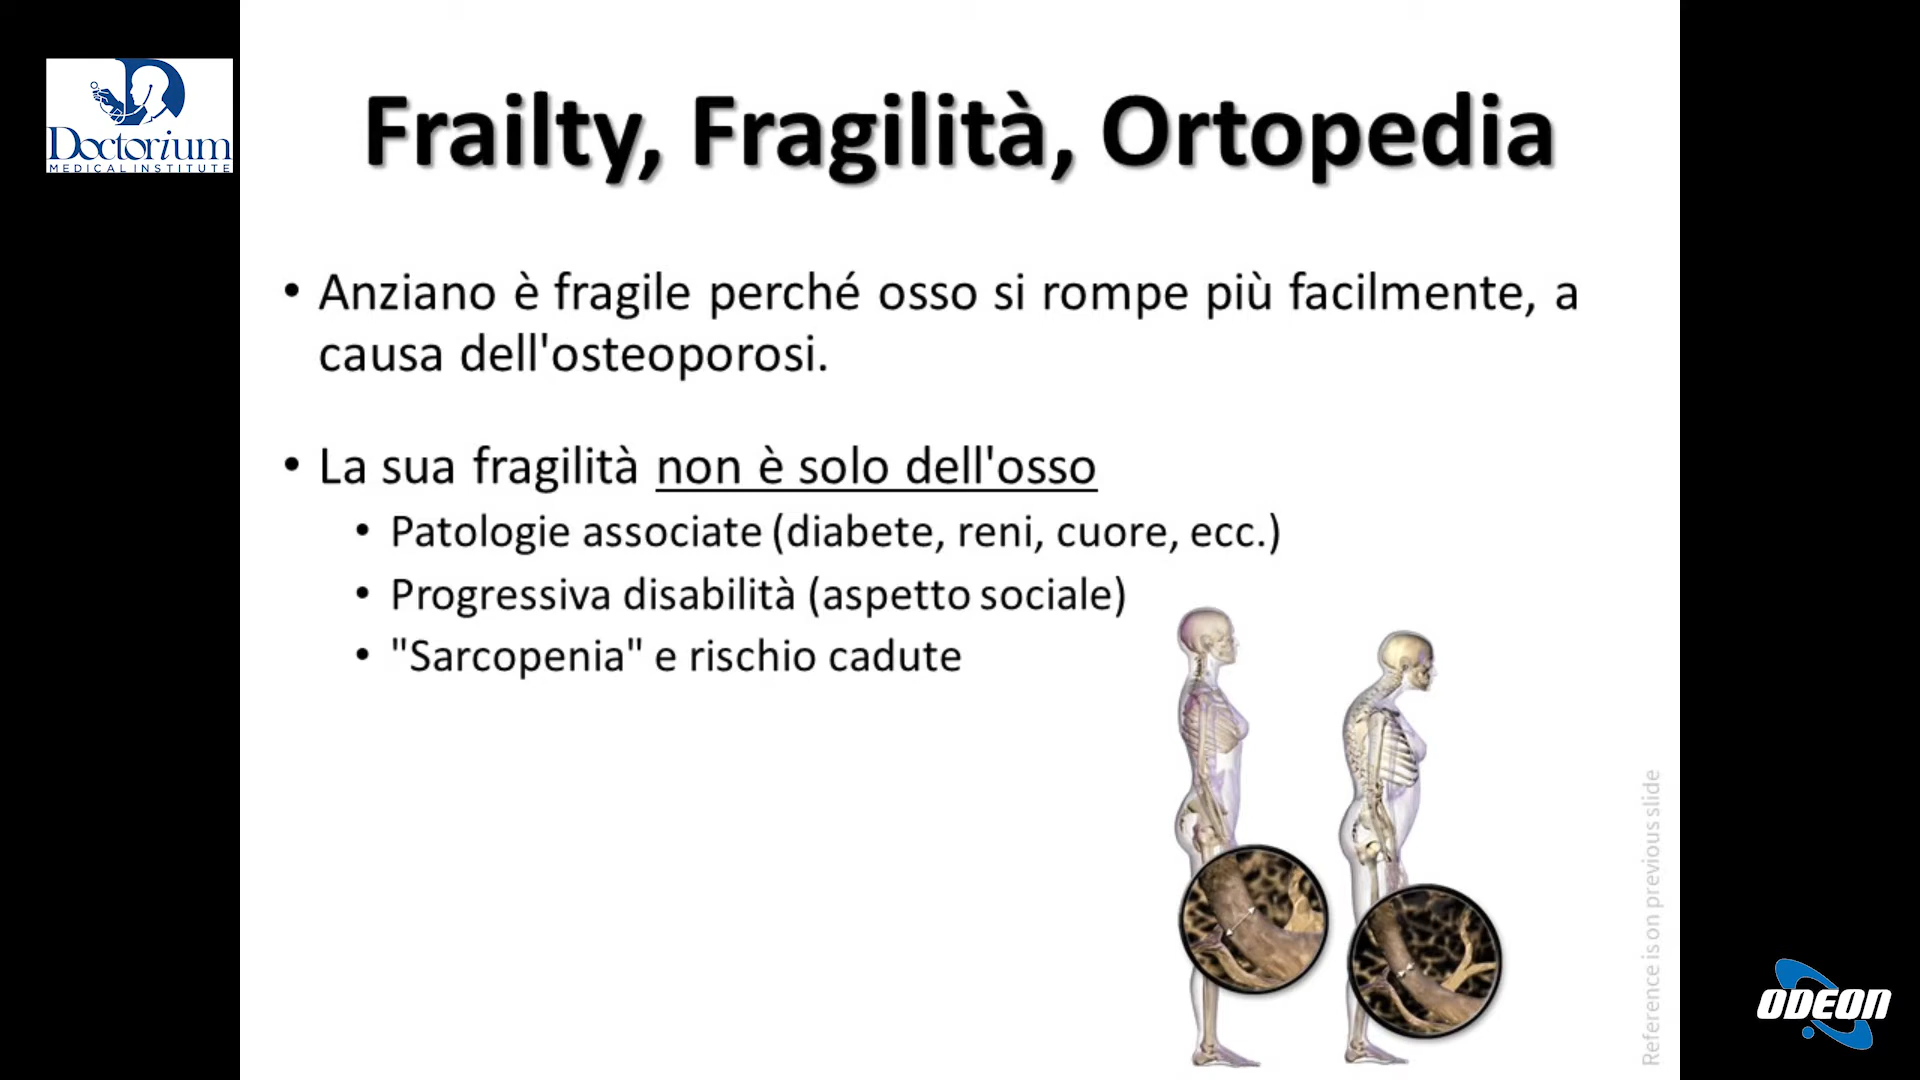 Doctorium
MEDICAL INSTITUTE
Frailty, Fragilità, Ortopedia
• Anziano è fragile perché osso si rompe più facilmente, a
causa dell'osteoporosi.
• La sua fragilità non è solo dell'osso
• Patologie associate (diabete, reni, cuore, ecc.)
• Progressiva disabilità (aspetto sociale)
• "Sarcopenia" e rischio cadute
Reference is on previous slide
ODEON